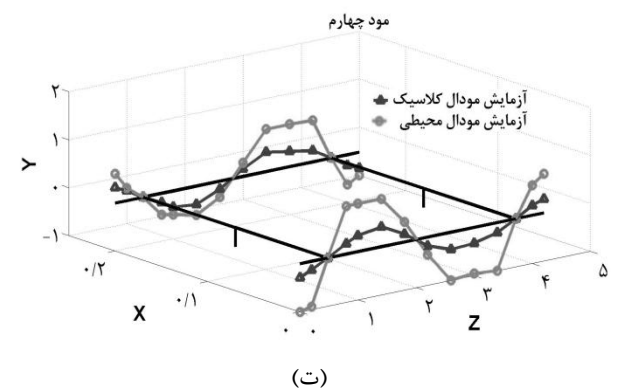 مود چهارم
آزمایش مودال کلاسیک
آزمایش مودال محیطی
۲
۱
۰
-۱
Y
۰/۲
۰/۱
۰
X
۰
۱
۲
۳
۴
۵
Z
(ت)